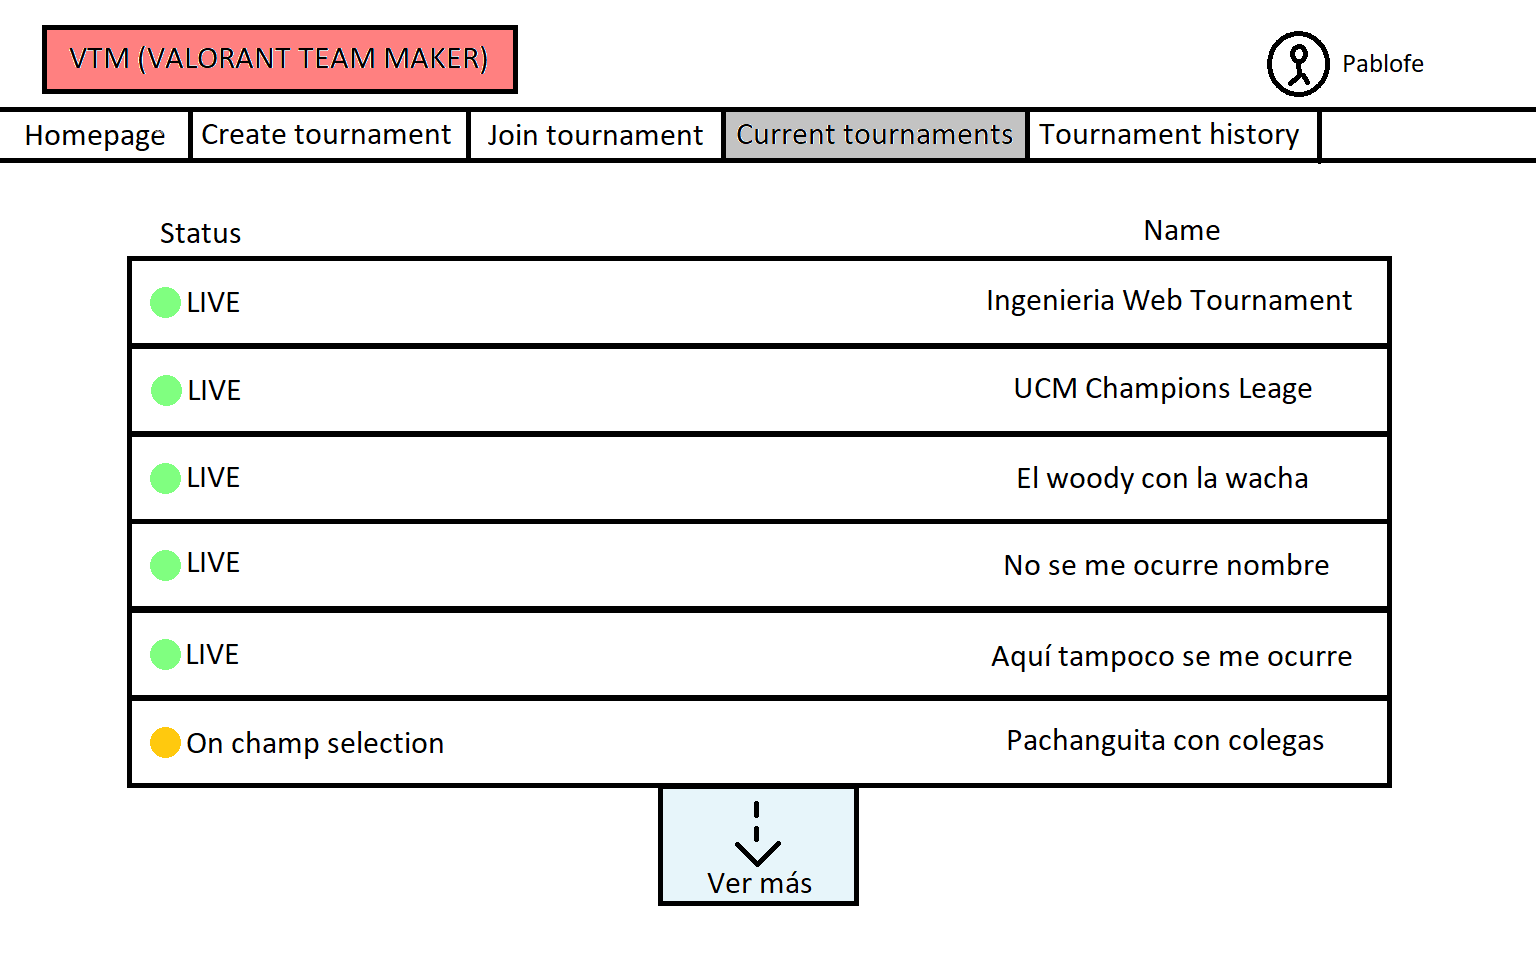 VTM (VALORANT TEAM MAKER)
Pablofe
Homepage
Create tournament
Join tournament
Current tournaments
Tournament history
Status
Name
LIVE
Ingenieria Web Tournament
LIVE
UCM Champions Leage
LIVE
El woody con la wacha
LIVE
No se me ocurre nombre
LIVE
Aquí tampoco se me ocurre
On champ selection
Pachanguita con colegas
Ver más